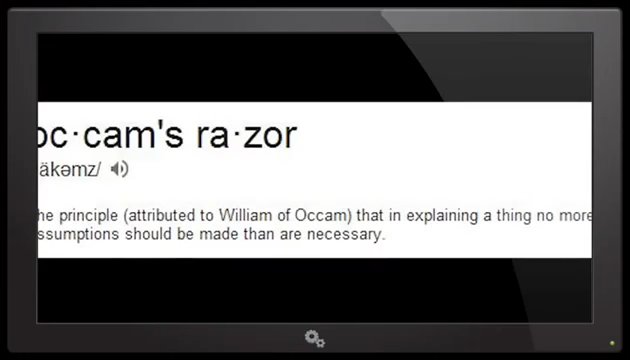 oc·cam's ra·zor
äkəmz/
he principle (attributed to William of Occam) that in explaining a thing no more
ssumptions should be made than are necessary.